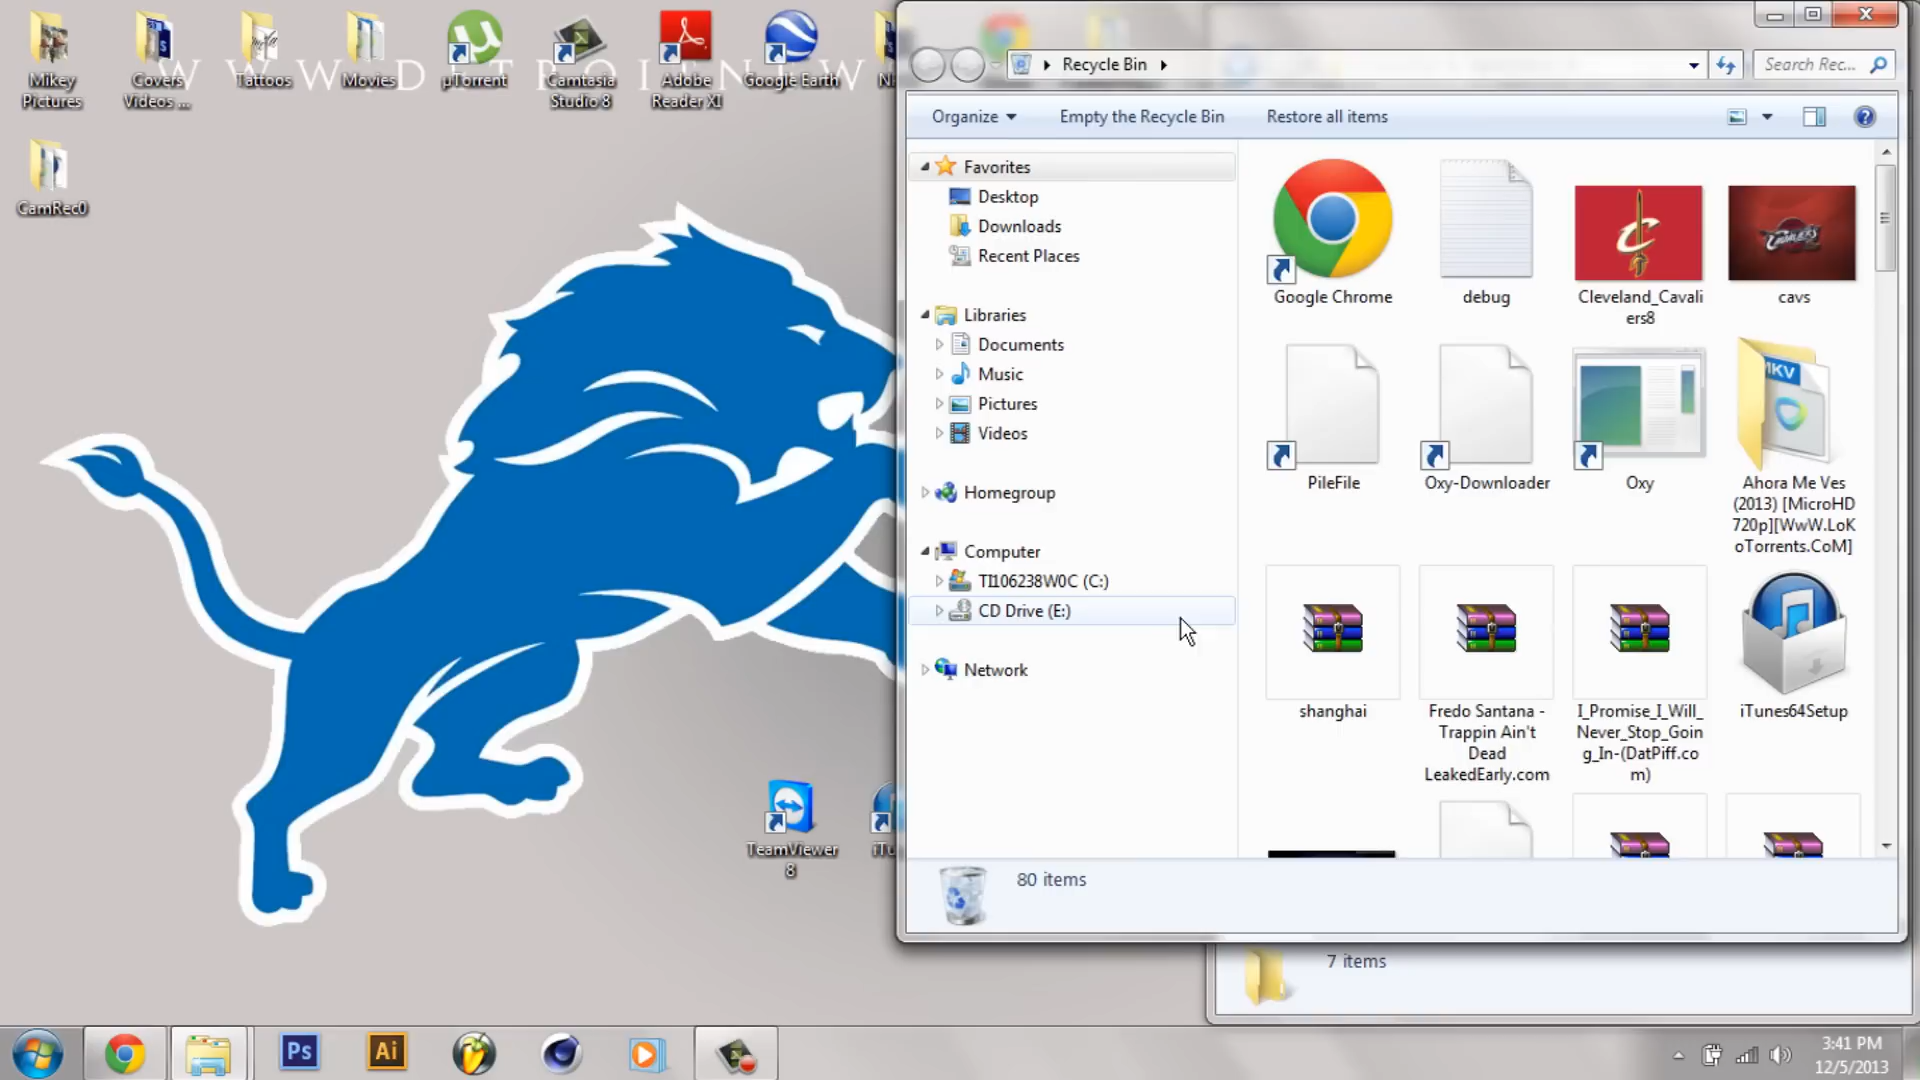 Mikey
Pictures
Covers
Videos ...
Tattoos
Movies
µTorrent
Camtasia
Studio 8
Adobe
Reader XI
Google Earth
CamRec0
TeamViewer
8
iTu
Recycle Bin
Search Rec...
Organize
Empty the Recycle Bin
Restore all items
Favorites
Desktop
Downloads
Recent Places
Libraries
Documents
Music
Pictures
Videos
Homegroup
Computer
TI106238W0C (C:)
CD Drive (E:)
Network
Google Chrome
debug
Cleveland_Cavali
ers8
cavs
PileFile
Oxy-Downloader
Oxy
MKV
Ahora Me Ves
(2013) [MicroHD
720p][WwW.LoK
oTorrents.CoM]
shanghai
Fredo Santana -
Trappin Ain't
Dead
LeakedEarly.com
I_Promise_I_Will_
Never_Stop_Goin
g_In-(DatPiff.co
m)
iTunes64Setup
80 items
7 items
Ps
Ai
3:41 PM
12/5/2013